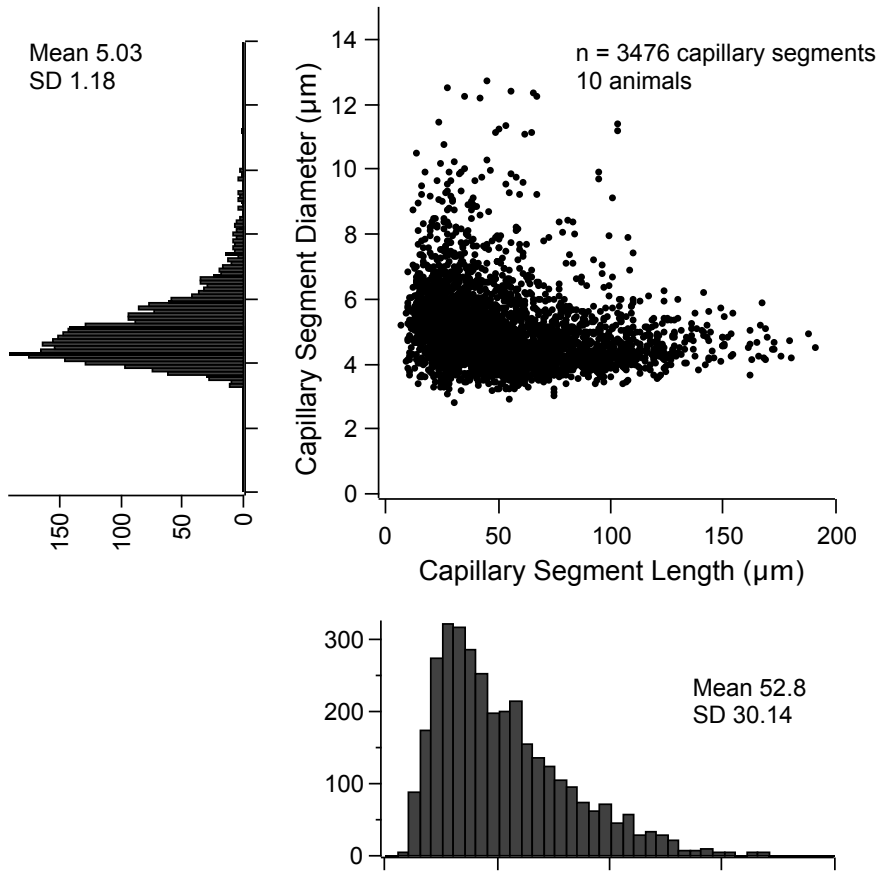 Mean 5.03
SD 1.18
150
100
50
0
Capillary Segment Diameter (µm)
14
12
10
8
6
4
2
0
n = 3476 capillary segments
10 animals
0
50
100
150
200
Capillary Segment Length (µm)
300
200
100
0
Mean 52.8
SD 30.14